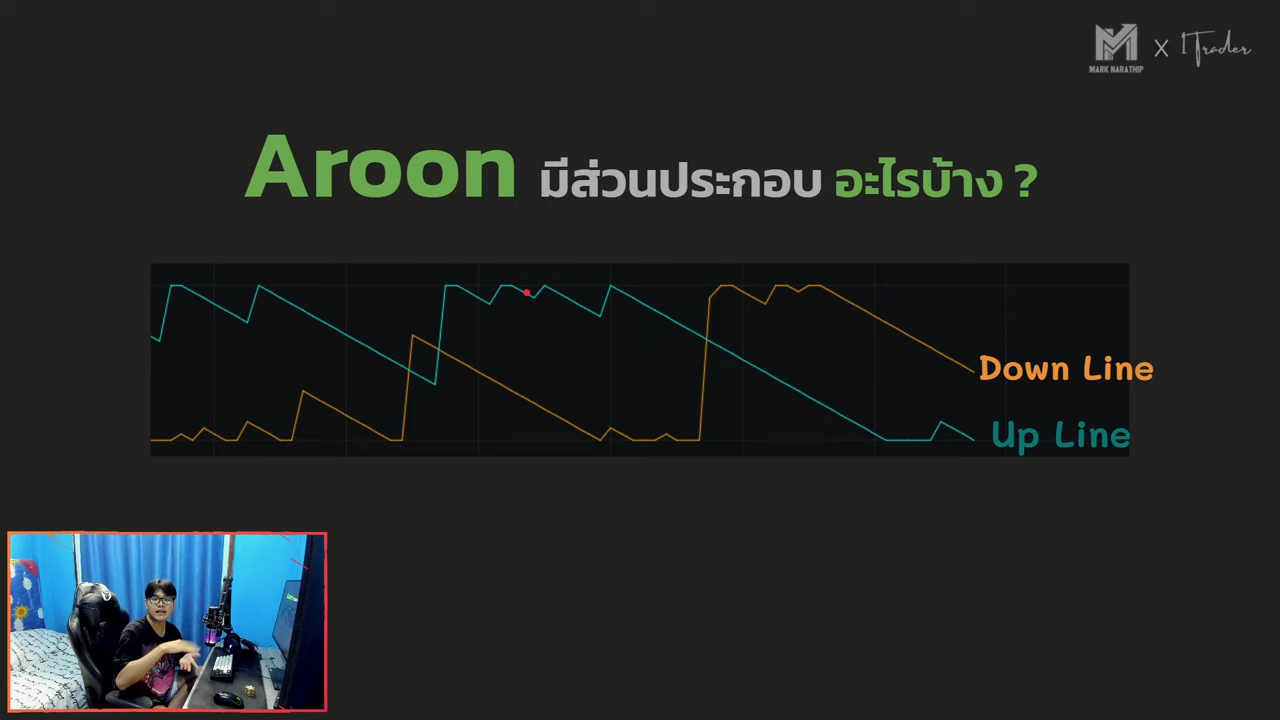 MARK NARATHIP
X 1Trader
Aroon มีส่วนประกอบ อะไรบ้าง ?
Down Line
Up Line